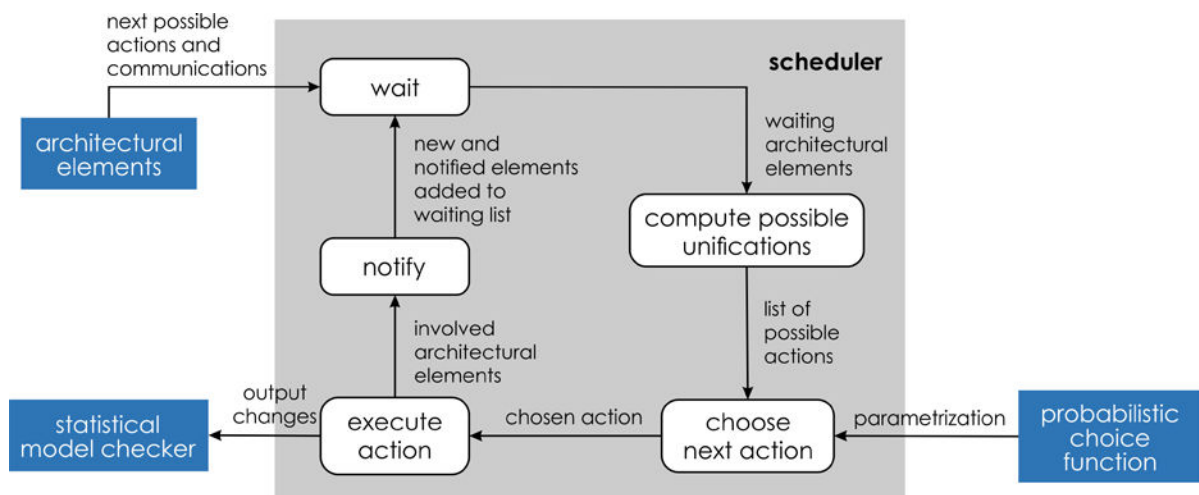 next possible
actions and
communications
scheduler
wait
architectural
elements
new and
notified elements
added to
waiting list
waiting
architectural
elements
compute possible
unifications
notify
list of
possible
actions
involved
architectural
elements
output
changes
statistical
model checker
execute
action
chosen action
choose
next action
parametrization
probabilistic
choice
function